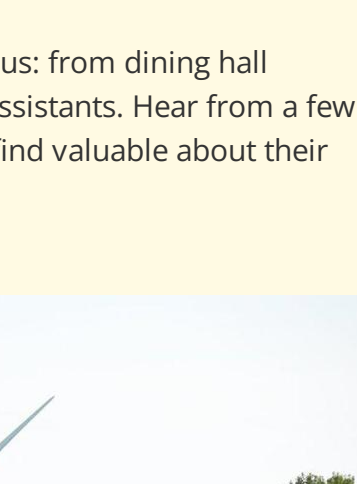 us: from dining hall
ssistants. Hear from a few
find valuable about their